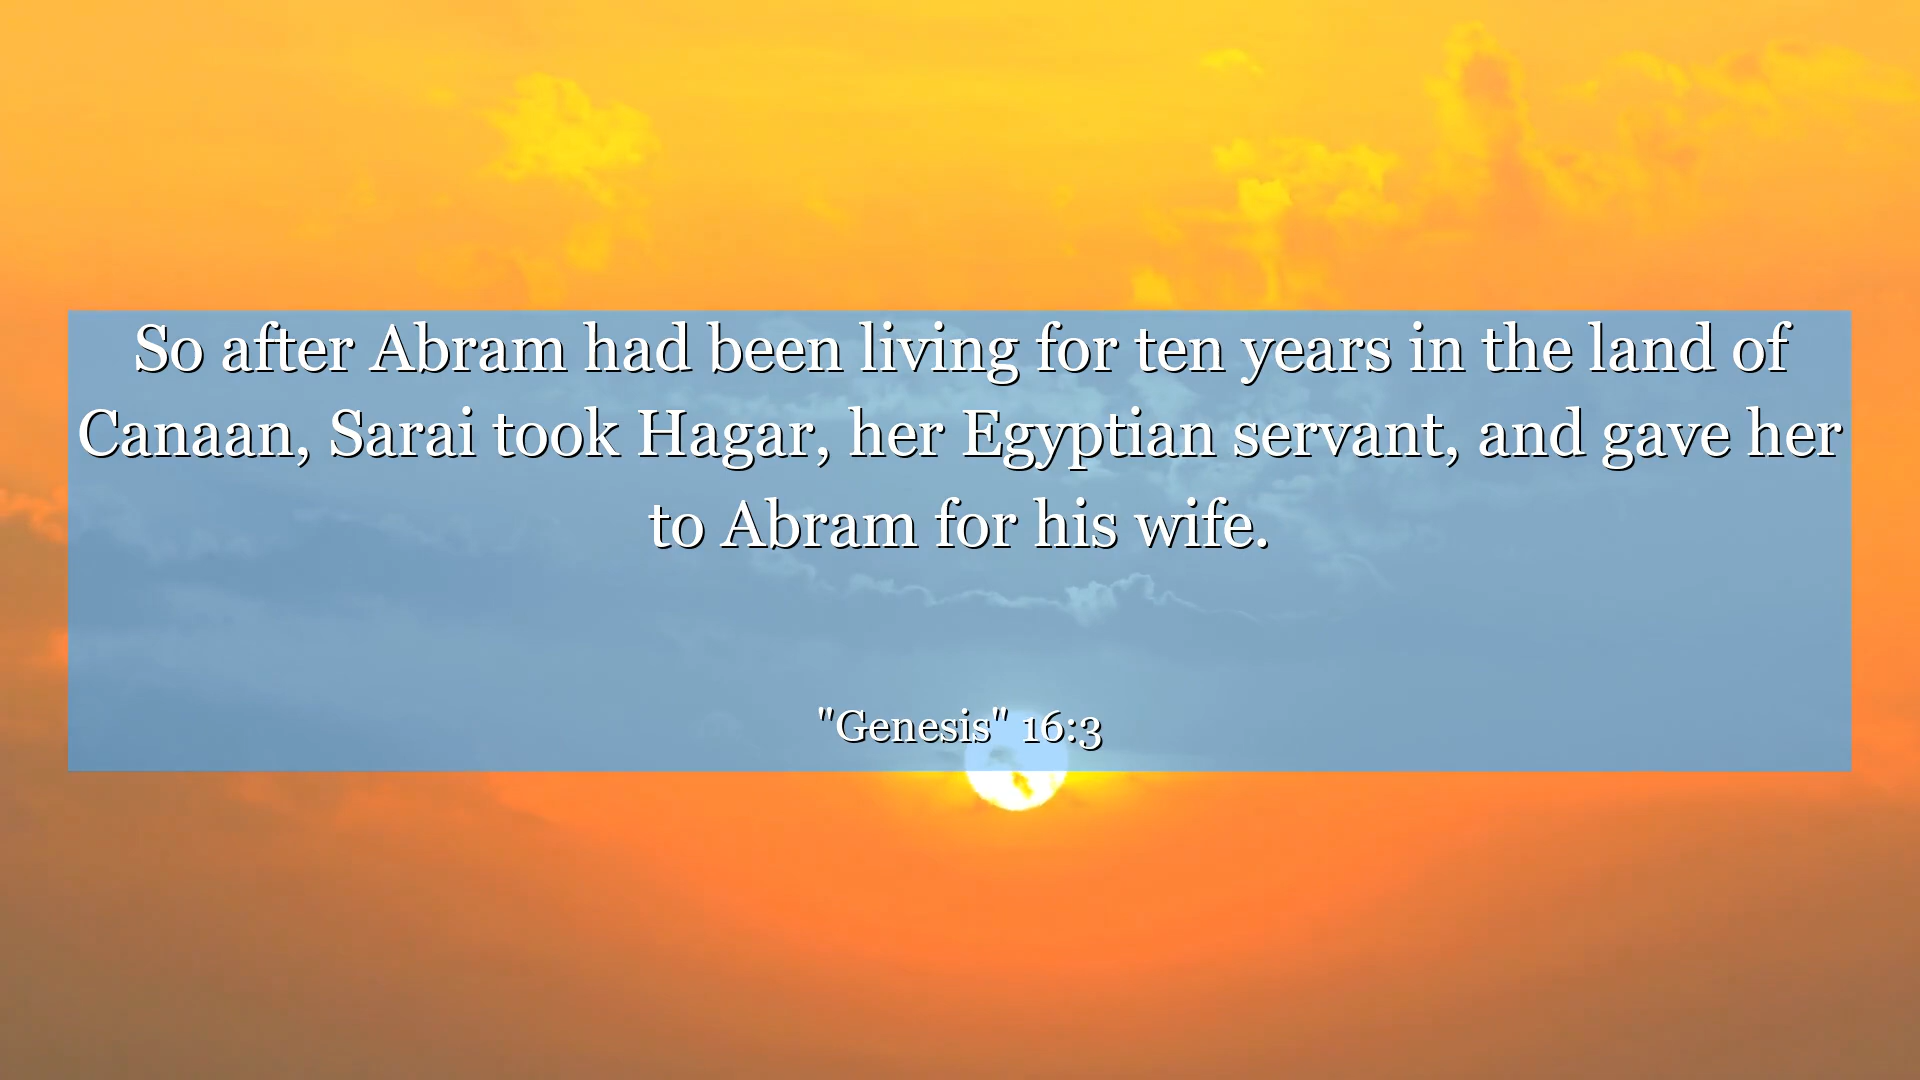 So after Abram had been living for ten years in the land of
Canaan, Sarai took Hagar, her Egyptian servant, and gave her
to Abram for his wife.
"Genesis" 16:3